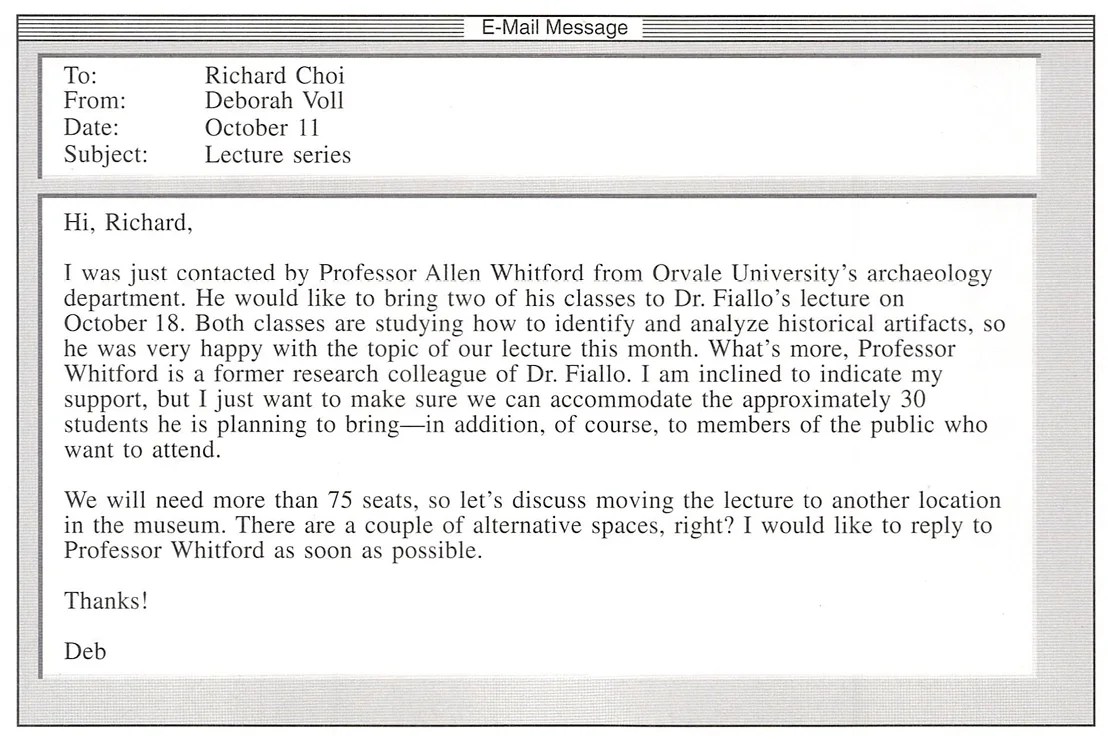 E-Mail Message
To: Richard Choi
From: Deborah Voll
Date: October 11
Subject: Lecture series
Hi, Richard,
I was just contacted by Professor Allen Whitford from Orvale University's archaeology
department. He would like to bring two of his classes to Dr. Fiallo's lecture on
October 18. Both classes are studying how to identify and analyze historical artifacts, so
he was very happy with the topic of our lecture this month. What's more, Professor
Whitford is a former research colleague of Dr. Fiallo. I am inclined to indicate my
support, but I just want to make sure we can accommodate the approximately 30
students he is planning to bring—in addition, of course, to members of the public who
want to attend.
We will need more than 75 seats, so let's discuss moving the lecture to another location
in the museum. There are a couple of alternative spaces, right? I would like to reply to
Professor Whitford as soon as possible.
Thanks!
Deb